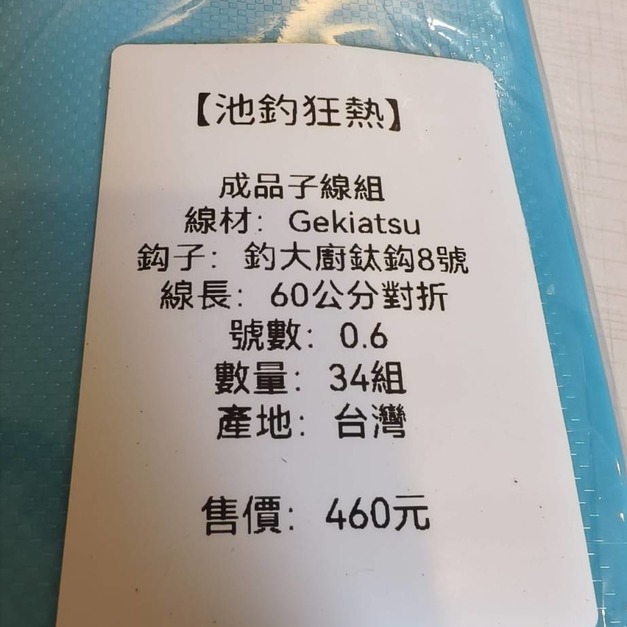 【池釣狂熱】
成品子線組
線材：Gekiatsu
鈎子：釣大廚鈦鈎8號
線長：60公分對折
號數：0.6
數量：34組
產地：台灣
售價：460元